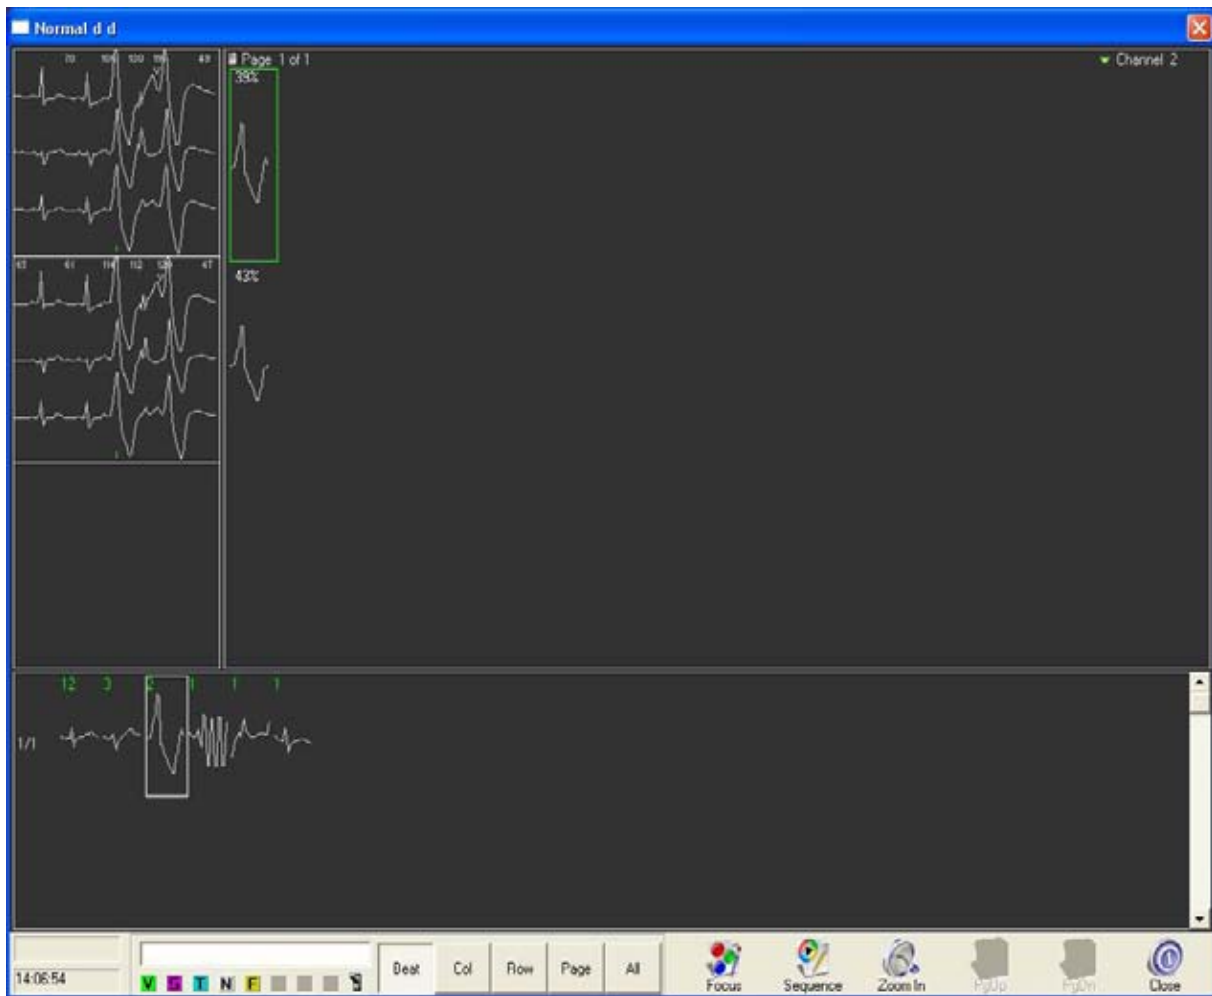 Normal d d
Page 1 of 1
Channel 2
39%
43%
12 3 2 1 1 1
1/1
14:06:54
V S T N F
Beat Col Row Page All
Focus Sequence Zoom In PgUp PgDn Close